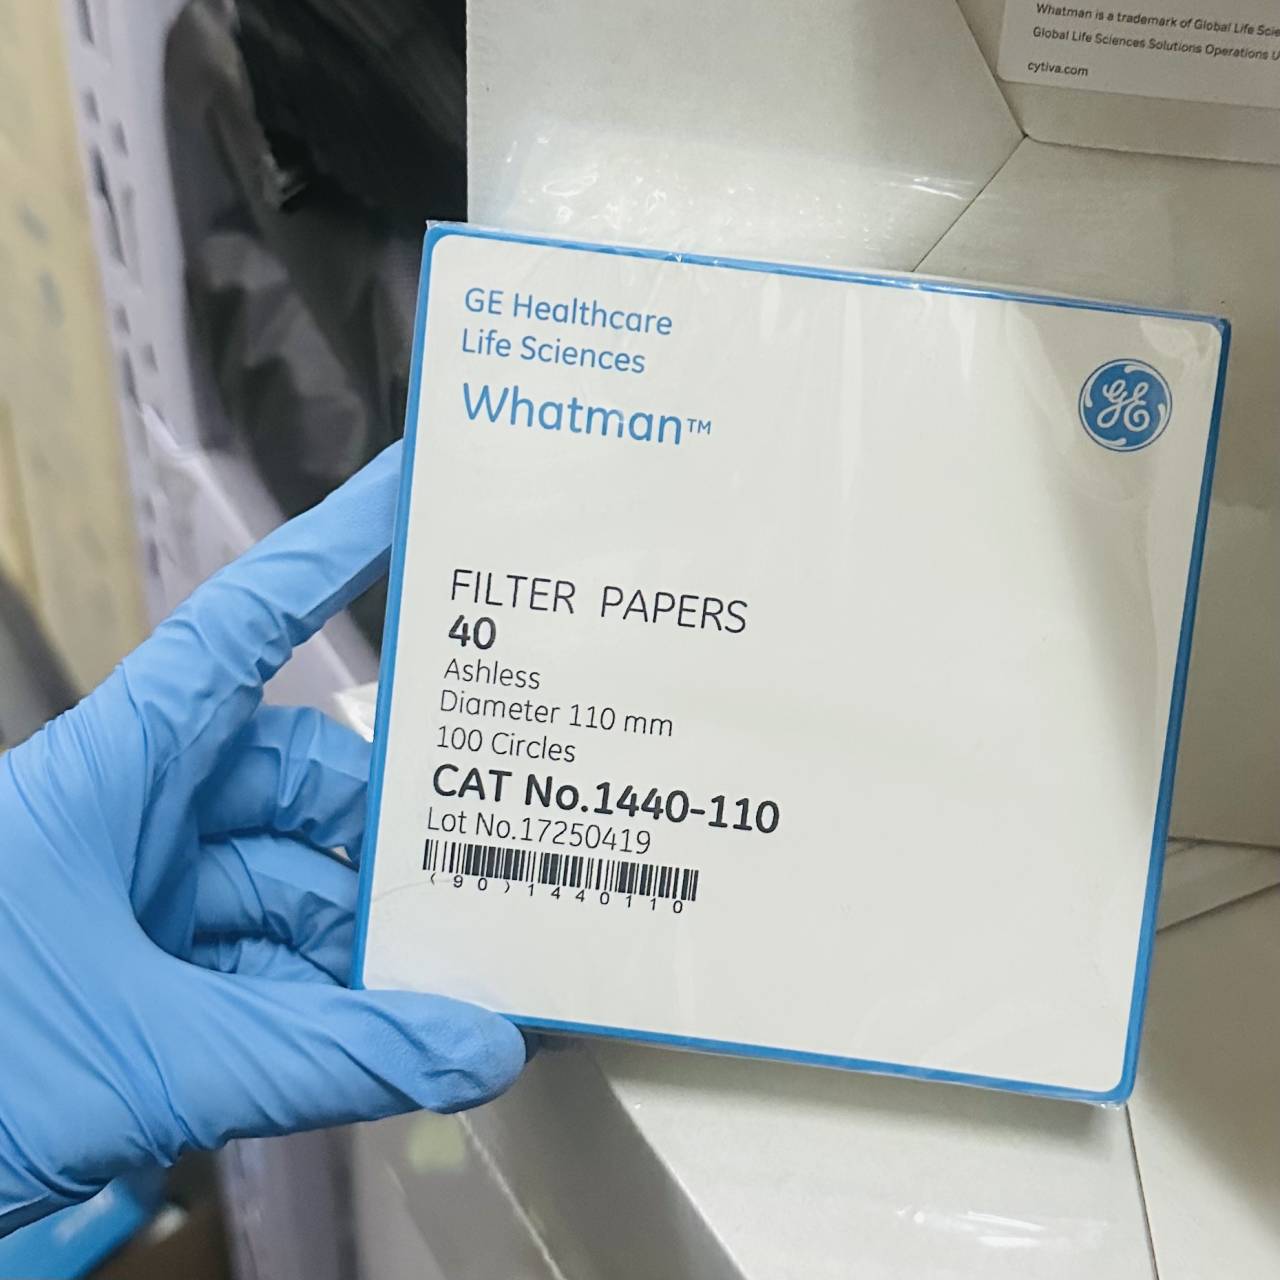 Whatman is a trademark of Global Life
Global Life Sciences Solutions Operations
cytiva.com
GE Healthcare
Life Sciences
Whatman™
GE
FILTER PAPERS
40
Ashless
Diameter 110 mm
100 Circles
CAT No.1440-110
Lot No.17250419
(90)1440110